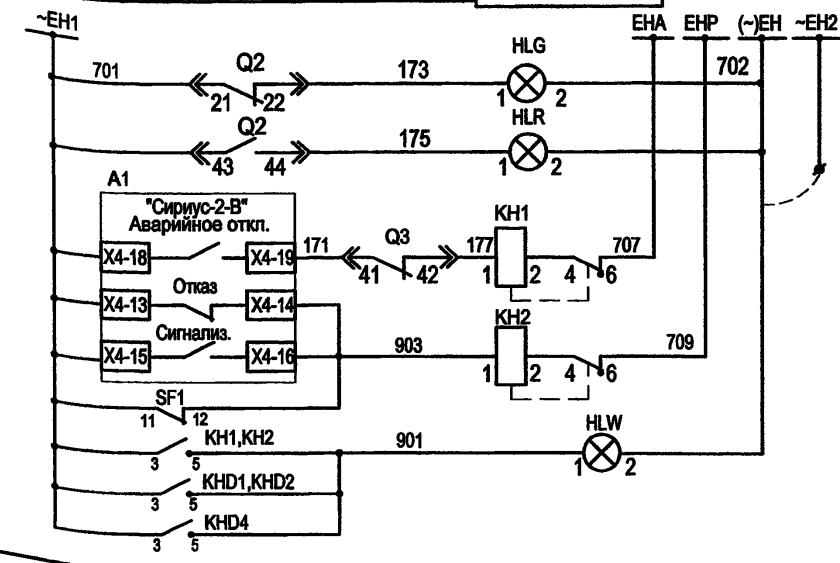 ~EH1 EHA EHP (~)EH ~EH2
701 Q2 173 HLG 702
21 22 1 2
Q2 175 HLR
43 44 1 2
A1
"Сириус-2-В"
Аварийное откл.
X4-18 X4-19 171 Q3 177 KH1 707
41 42 1 2 4 6
Отказ
X4-13 X4-14
Сигнализ.
X4-15 X4-16 903 KH2 709
1 2 4 6
SF1
11 12
KH1,KH2 901 HLW
3 5 1 2
KHD1,KHD2
3 5
KHD4
3 5